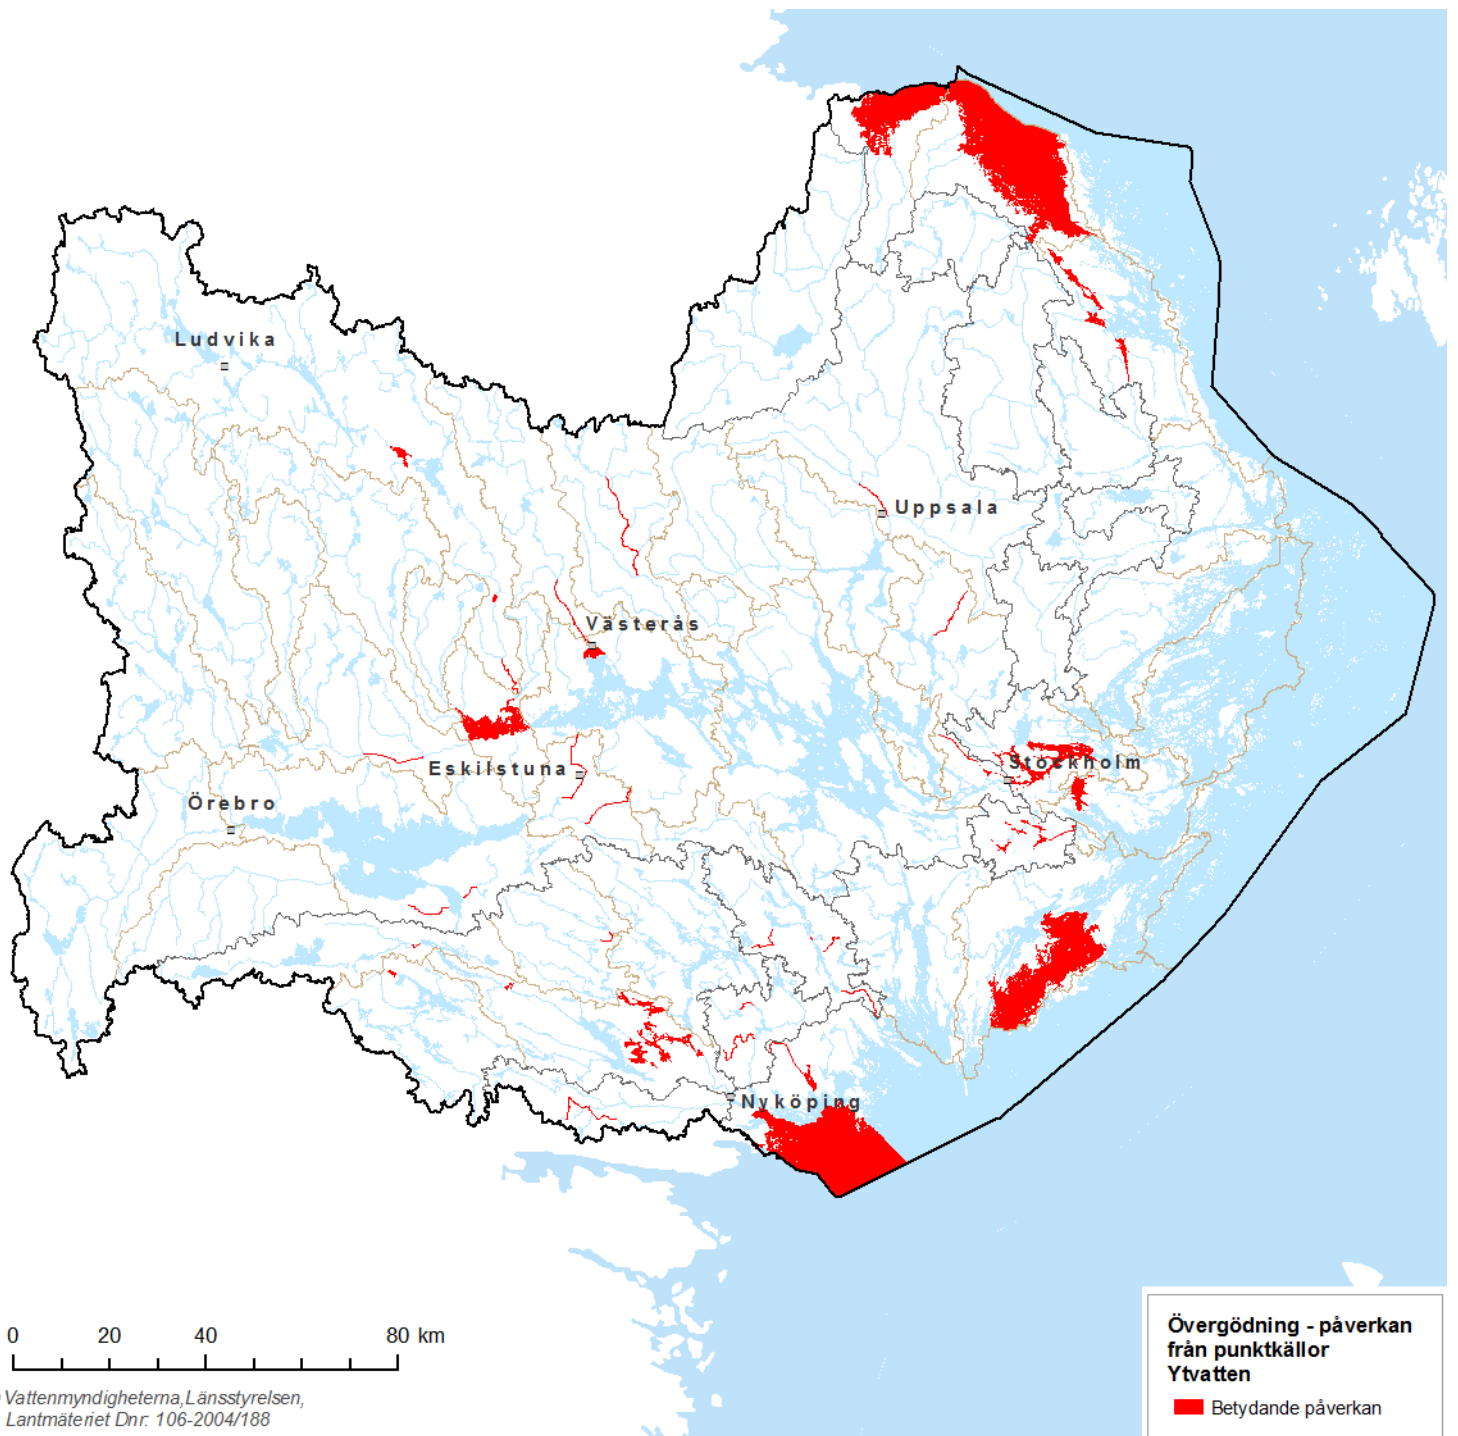 Ludvika
Uppsala
Västerås
Stockholm
Eskilstuna
Örebro
Nyköping
0 20 40 80 km
Vattenmyndigheterna, Länsstyrelsen,
Lantmäteriet Dnr: 106-2004/188
Övergödning - påverkan
från punktkällor
Ytvatten
Betydande påverkan